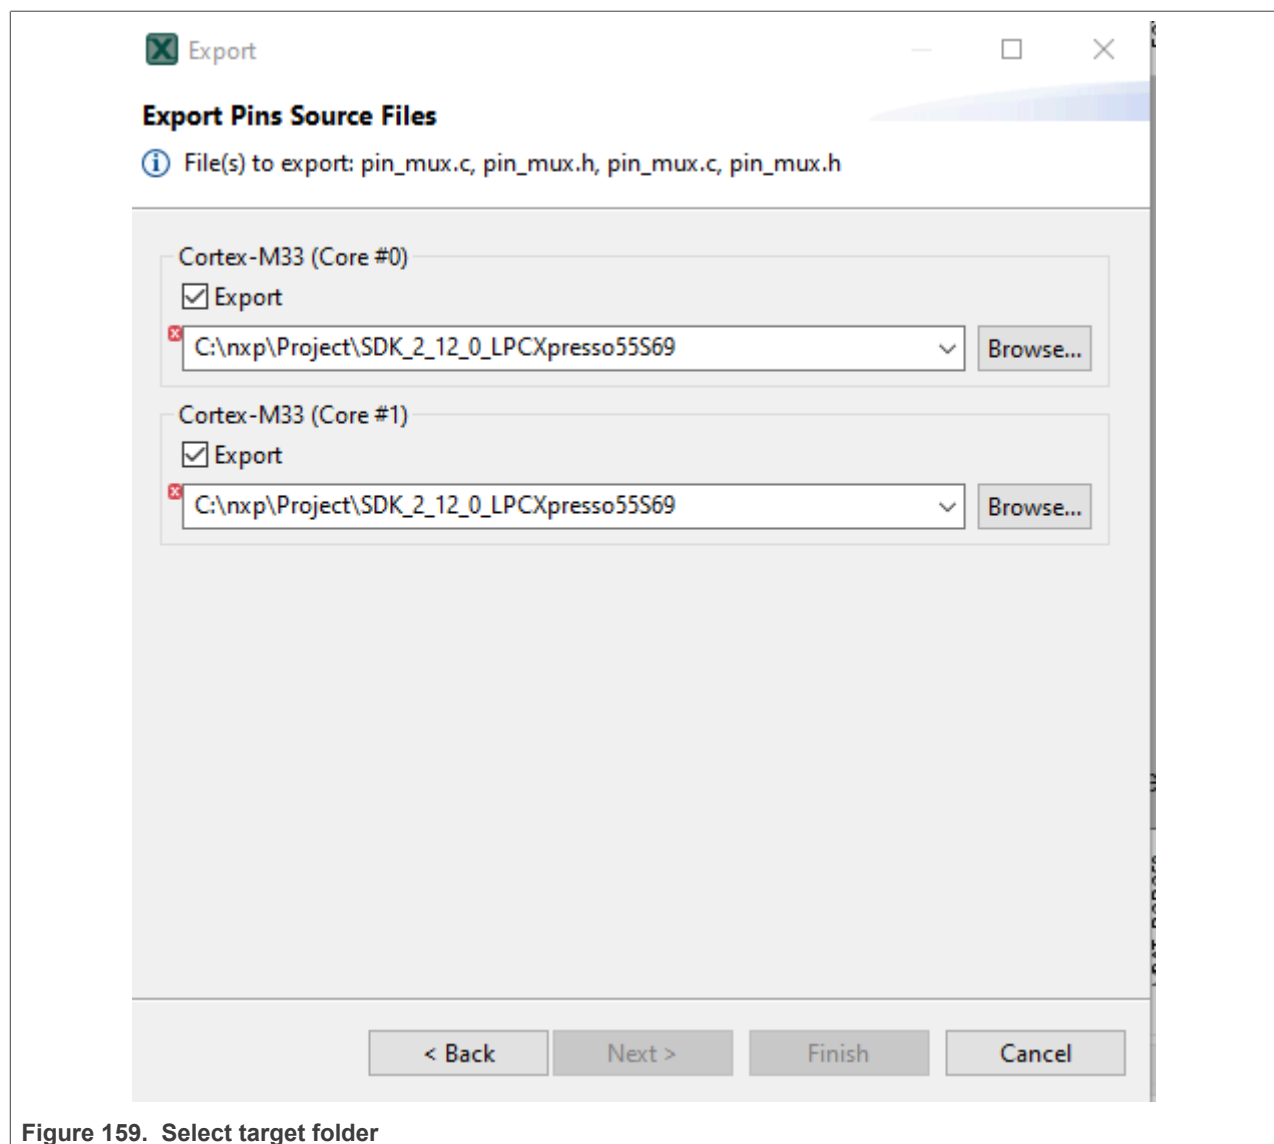 Export
Export Pins Source Files
File(s) to export: pin_mux.c, pin_mux.h, pin_mux.c, pin_mux.h
Cortex-M33 (Core #0)
Export
C:\nxp\Project\SDK_2_12_0_LPCXpresso55S69
Browse...
Cortex-M33 (Core #1)
Export
C:\nxp\Project\SDK_2_12_0_LPCXpresso55S69
Browse...
< Back
Next >
Finish
Cancel
Figure 159. Select target folder